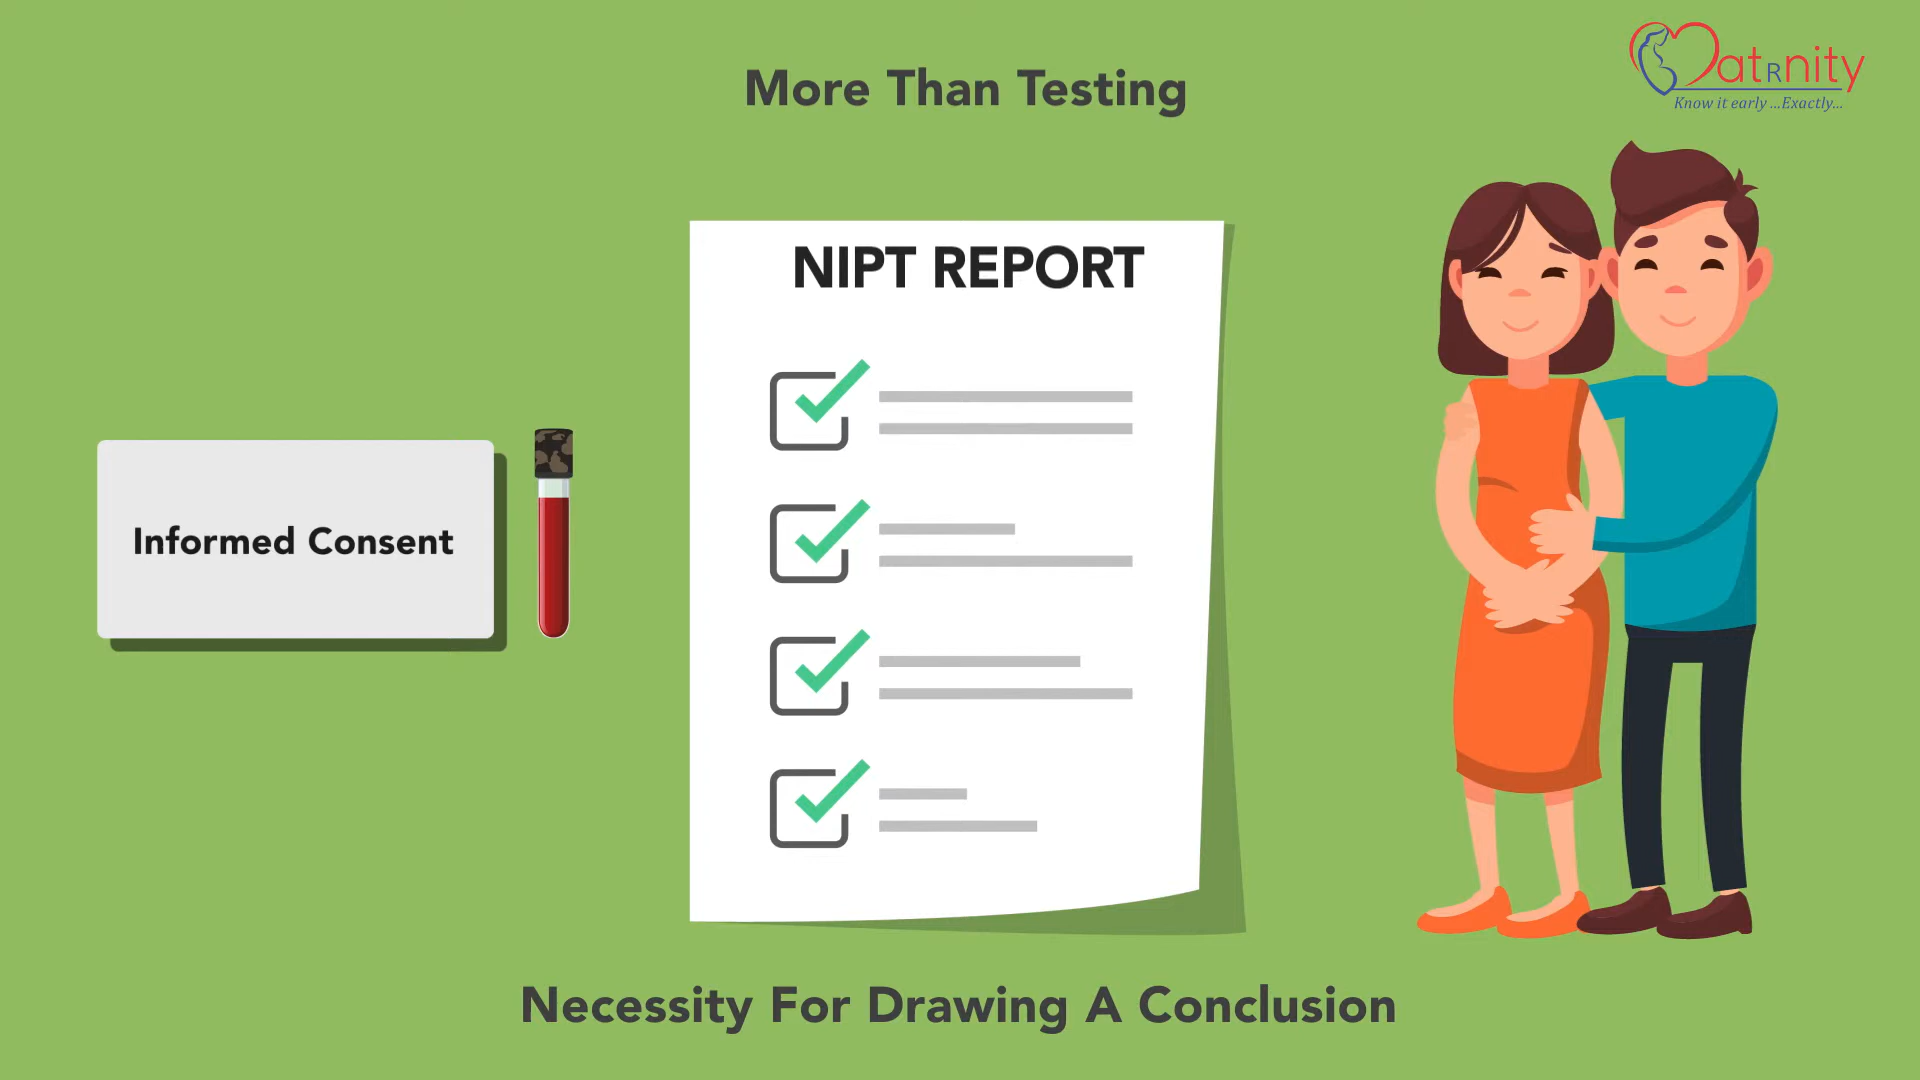 MatRnity
Know it early ...Exactly...
More Than Testing
NIPT REPORT
Informed Consent
Necessity For Drawing A Conclusion